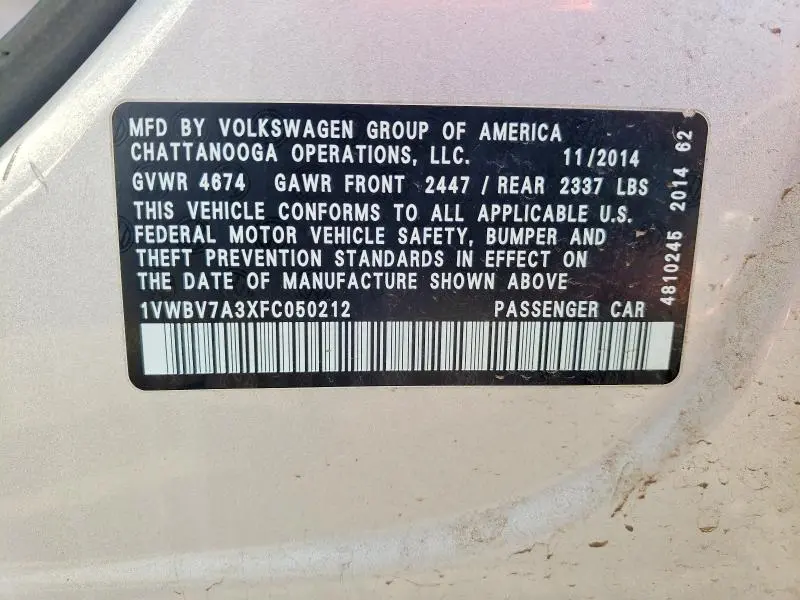 MFD BY VOLKSWAGEN GROUP OF AMERICA
CHATTANOOGA OPERATIONS, LLC. 11/2014
GVWR 4674 GAWR FRONT 2447 / REAR 2337 LBS
THIS VEHICLE CONFORMS TO ALL APPLICABLE U.S.
FEDERAL MOTOR VEHICLE SAFETY, BUMPER AND
THEFT PREVENTION STANDARDS IN EFFECT ON
THE DATE OF MANUFACTURE SHOWN ABOVE
1VWBV7A3XFC050212 PASSENGER CAR
4810245 2014 62